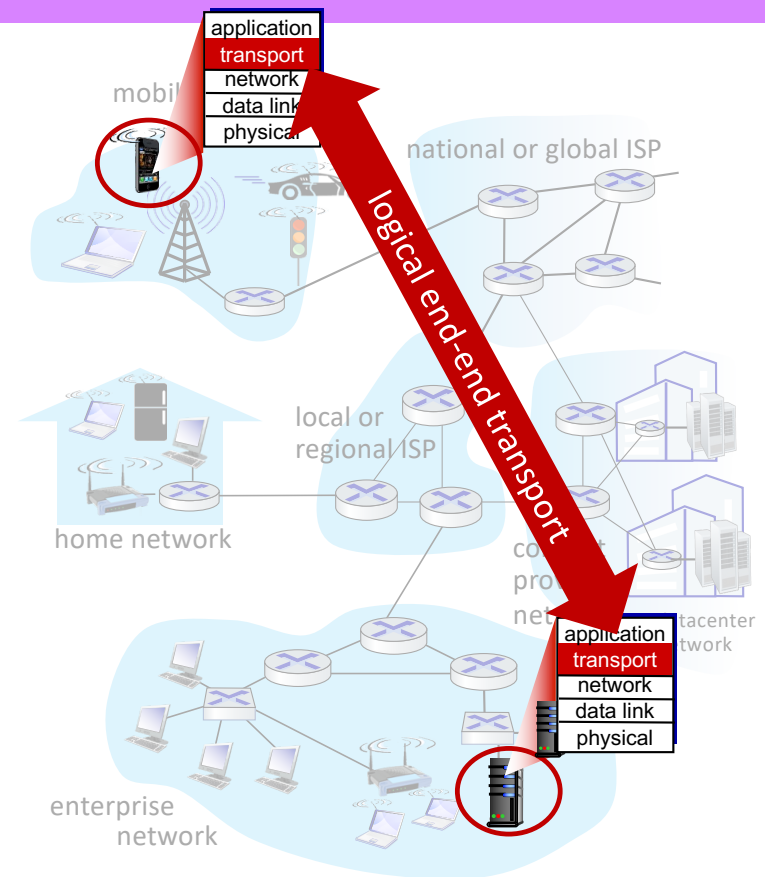 application
transport
network
data link
physical
national or global ISP
logical end-end transport
local or
regional ISP
home network
application
transport
network
data link
physical
enterprise
network